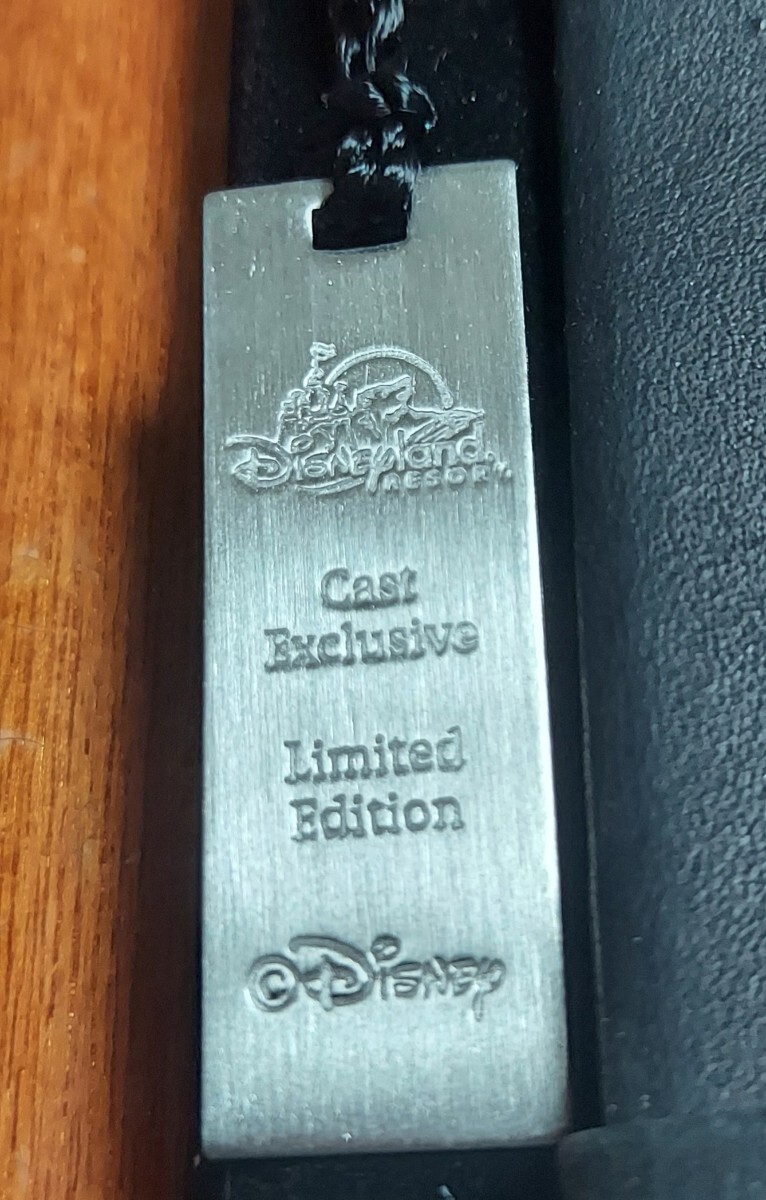 Disneyland
RESORT
Cast
Exclusive
Limited
Edition
©Disney